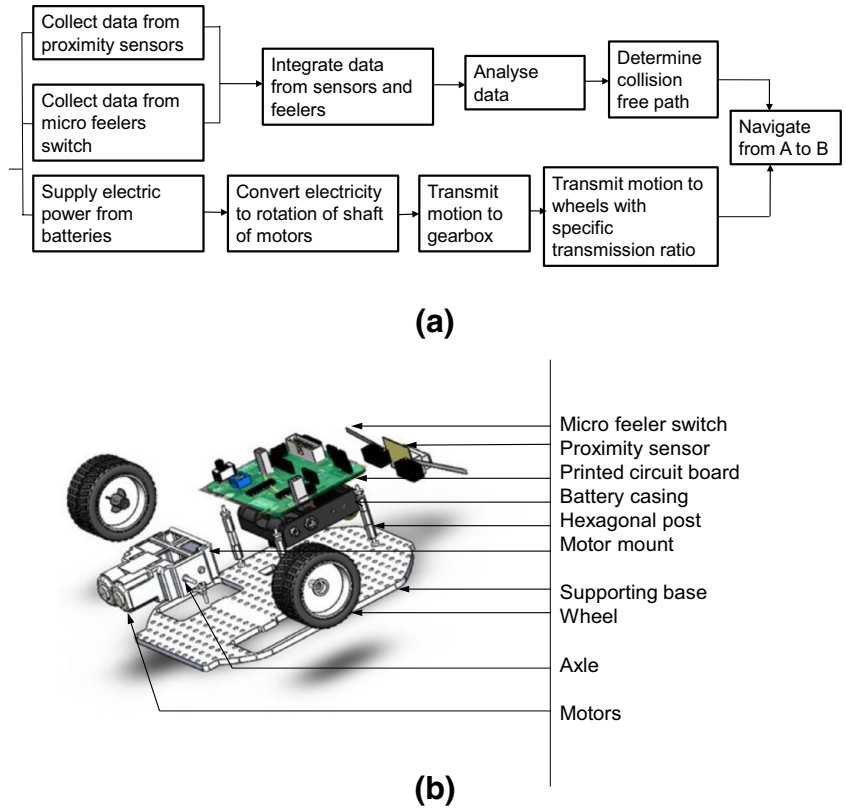 Collect data from
proximity sensors
Collect data from
micro feelers
switch
Integrate data
from sensors and
feelers
Analyse
data
Determine
collision
free path
Navigate
from A to B
Supply electric
power from
batteries
Convert electricity
to rotation of shaft
of motors
Transmit
motion to
gearbox
Transmit motion to
wheels with
specific
transmission ratio
(a)
Micro feeler switch
Proximity sensor
Printed circuit board
Battery casing
Hexagonal post
Motor mount
Supporting base
Wheel
Axle
Motors
(b)